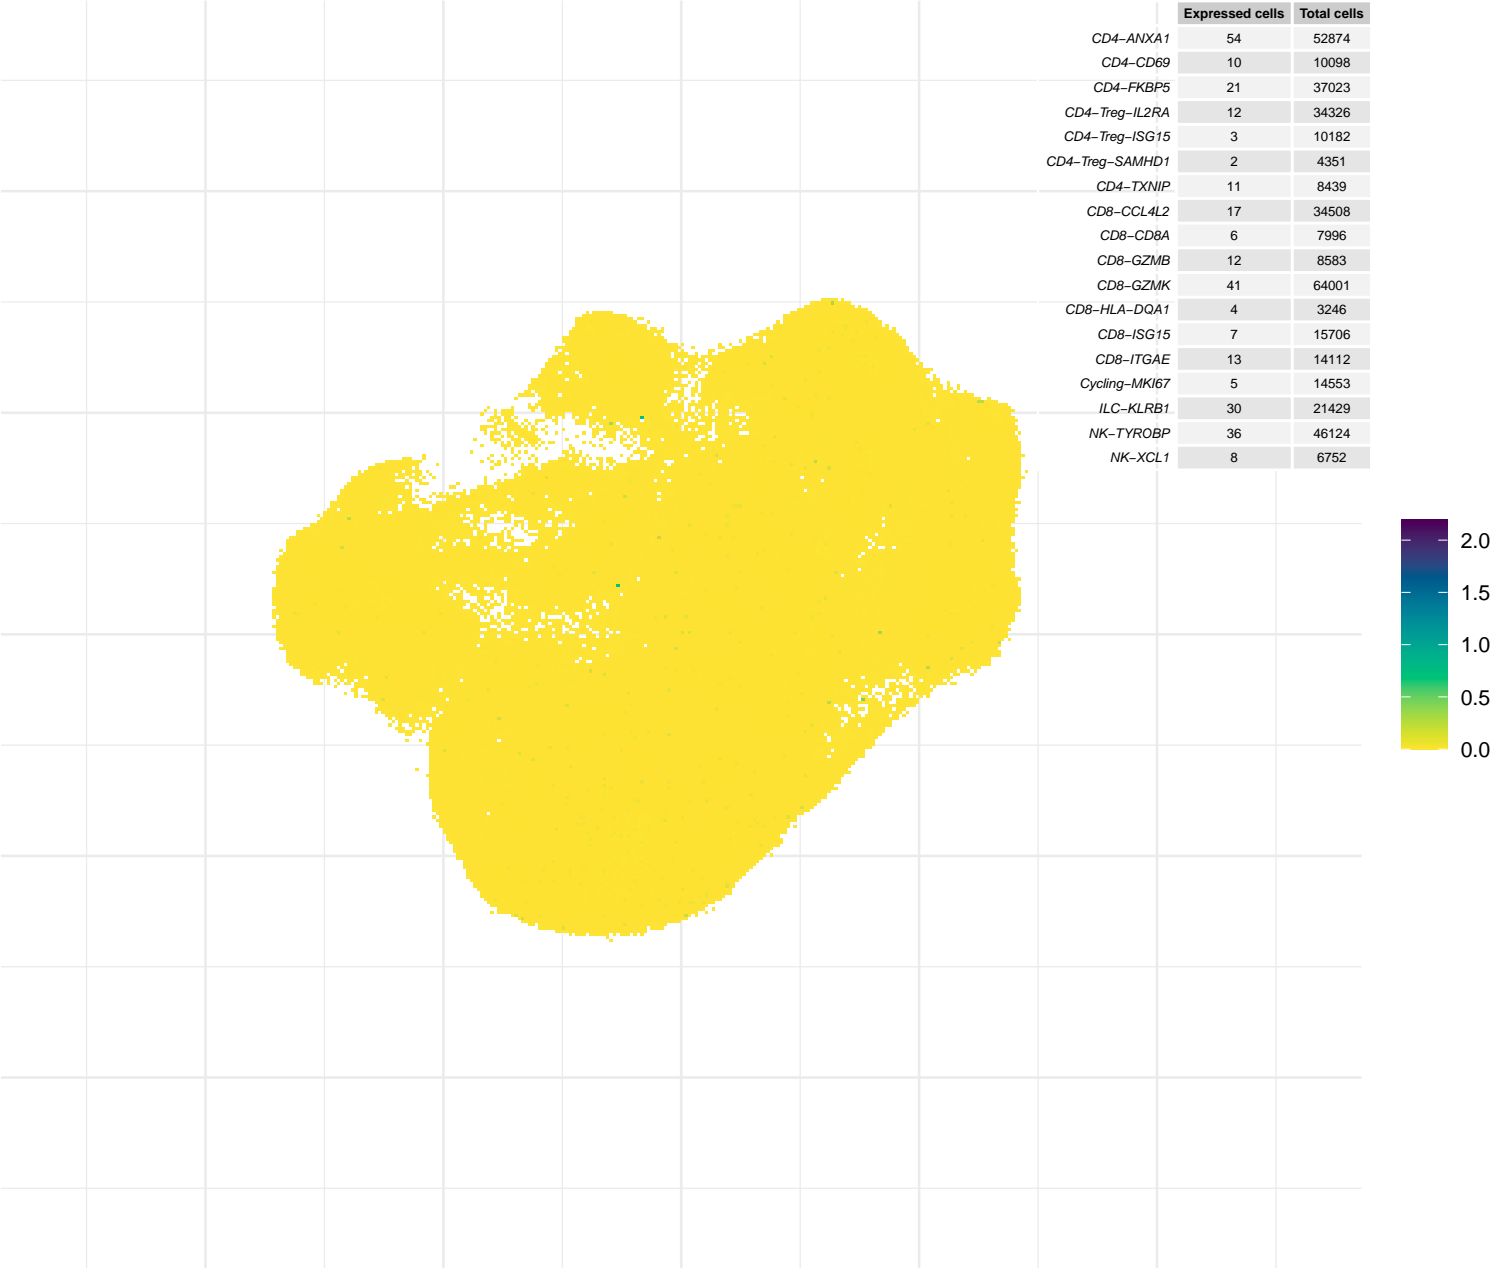 Expressed cells Total cells
CD4−ANXA1 54 52874
CD4−CD69 10 10098
CD4−FKBP5 21 37023
CD4−Treg−IL2RA 12 34326
CD4−Treg−ISG15 3 10182
CD4−Treg−SAMHD1 2 4351
CD4−TXNIP 11 8439
CD8−CCL4L2 17 34508
CD8−CD8A 6 7996
CD8−GZMB 12 8583
CD8−GZMK 41 64001
CD8−HLA−DQA1 4 3246
CD8−ISG15 7 15706
CD8−ITGAE 13 14112
Cycling−MKI67 5 14553
ILC−KLRB1 30 21429
NK−TYROBP 36 46124
NK−XCL1 8 6752
2.0
1.5
1.0
0.5
0.0